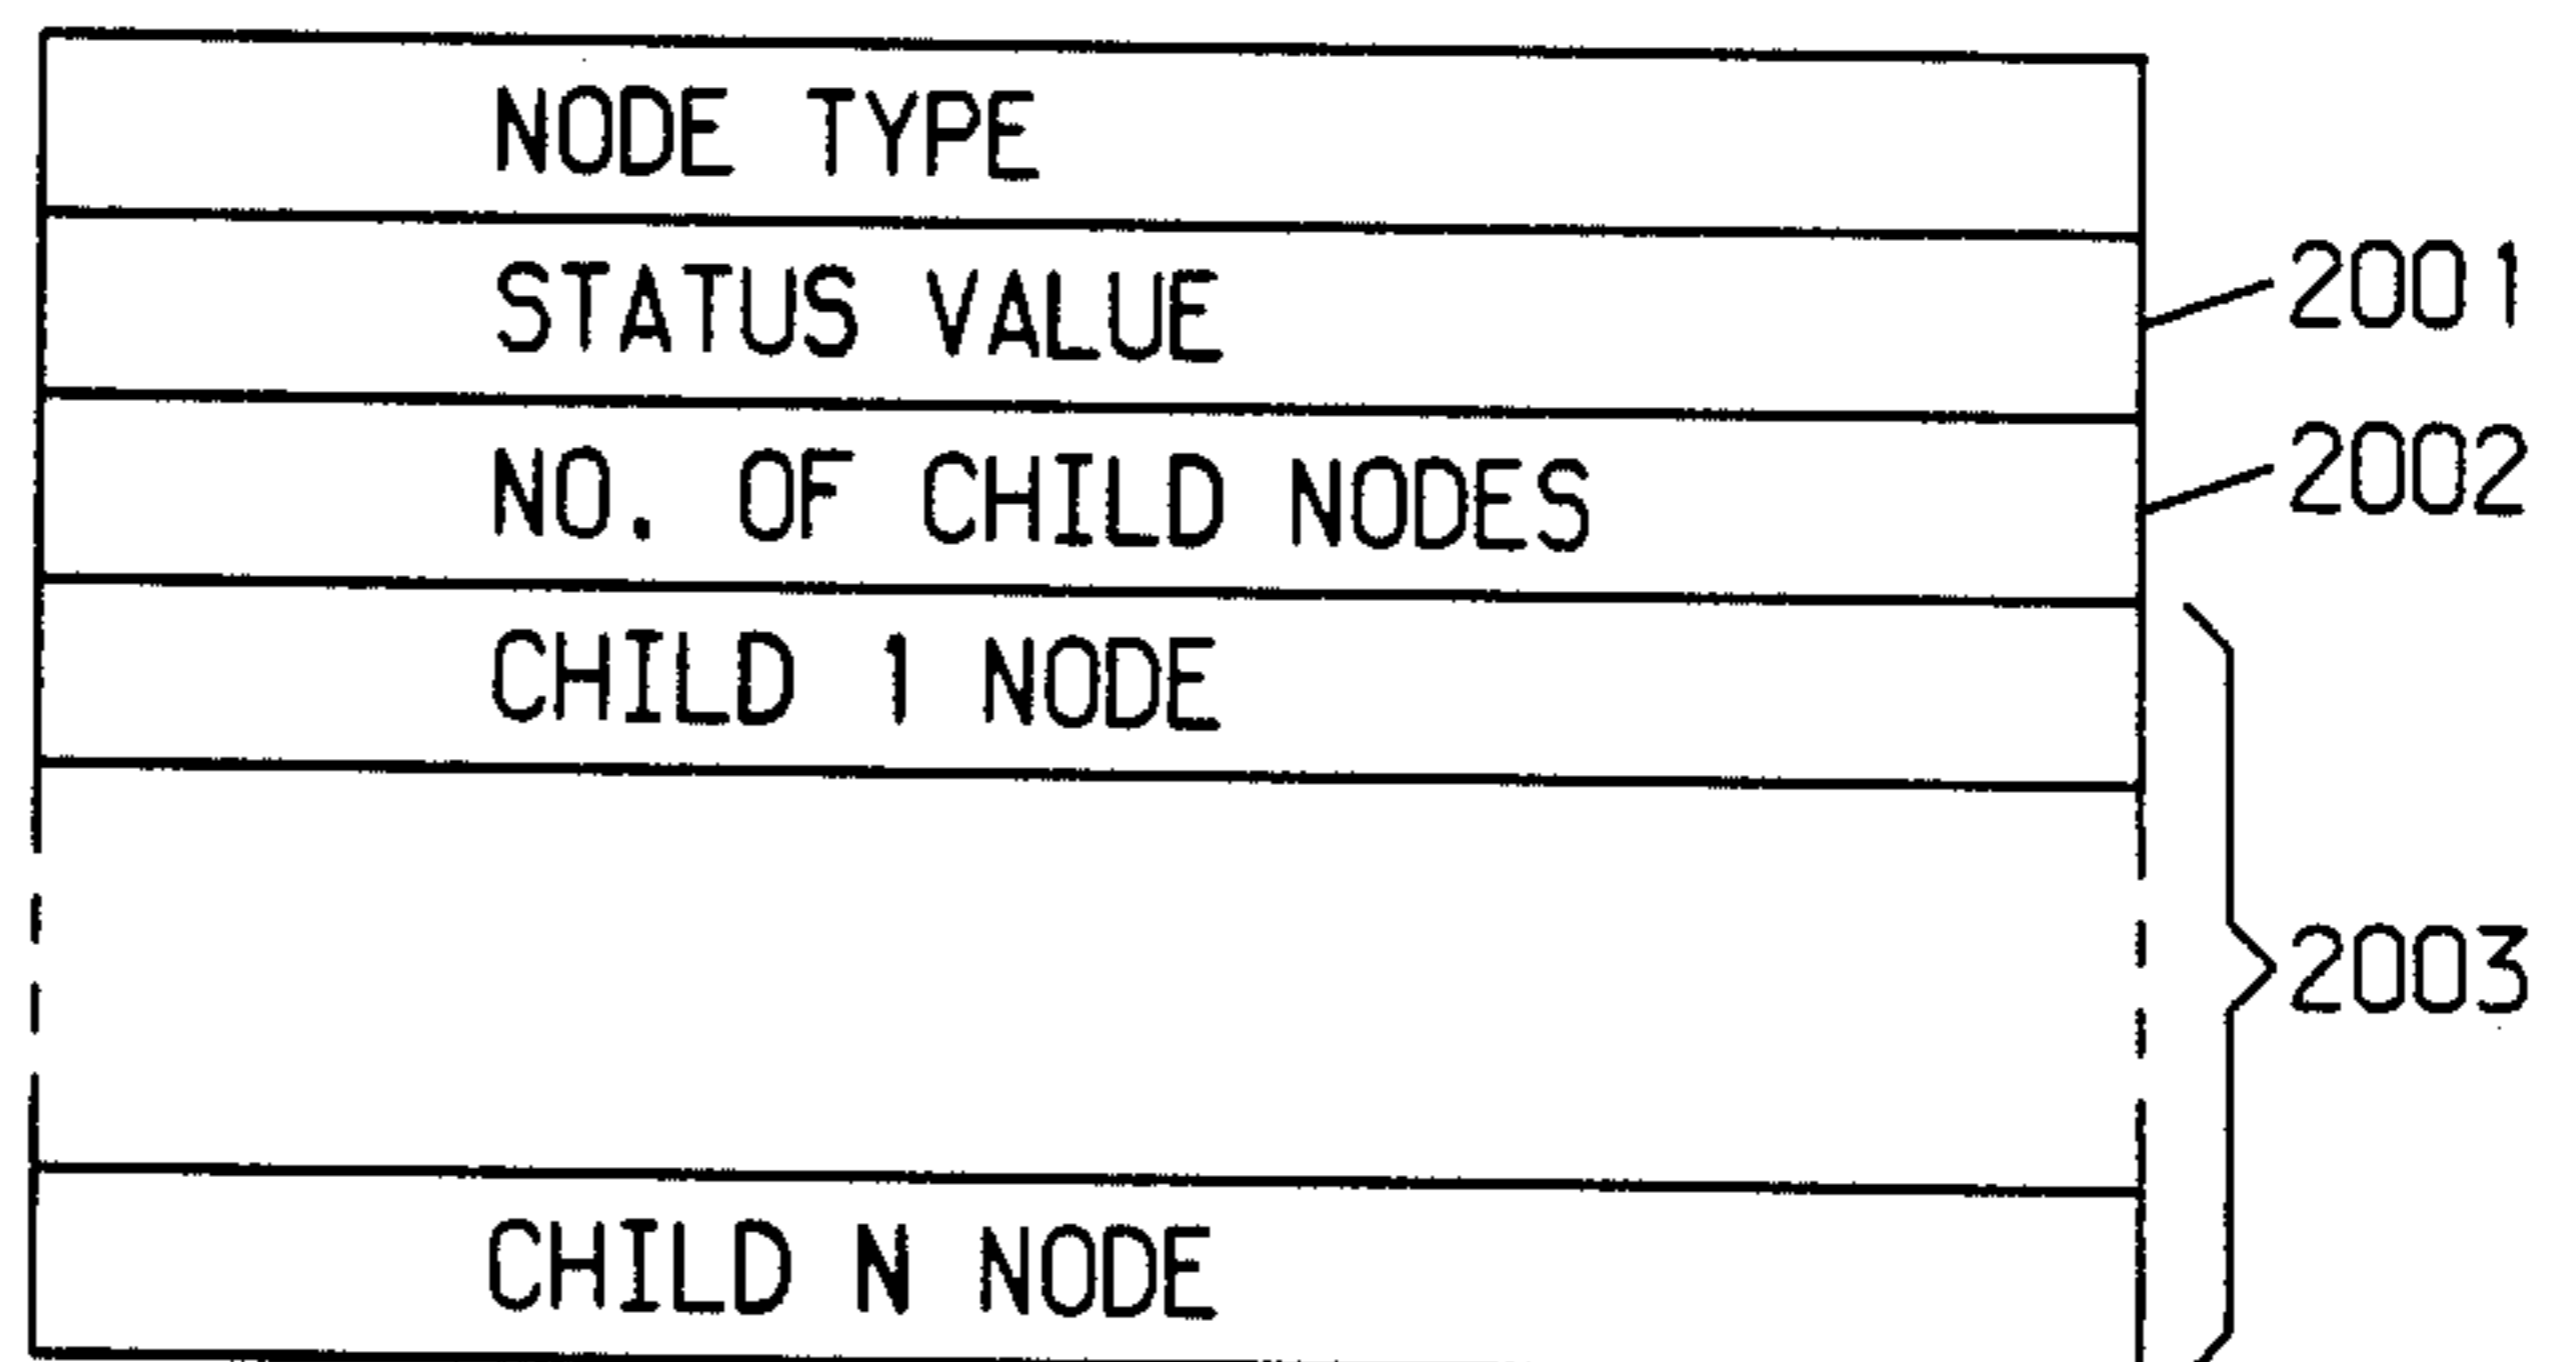 NODE TYPE
STATUS VALUE 2001
NO. OF CHILD NODES 2002
CHILD 1 NODE
2003
CHILD N NODE